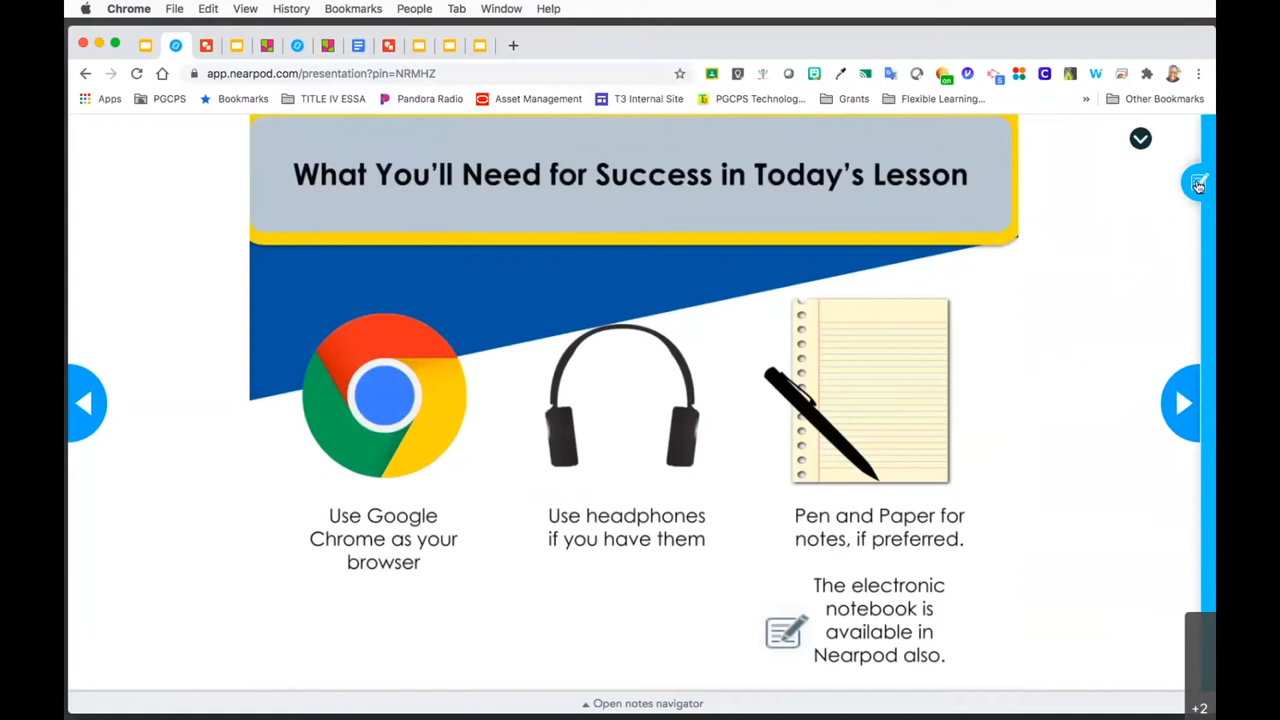 Chrome File Edit View History Bookmarks People Tab Window Help
app.nearpod.com/presentation?pin=NRMHZ
on
5
Apps PGCPS Bookmarks TITLE IV ESSA Pandora Radio Asset Management T3 Internal Site PGCPS Technolog... Grants Flexible Learning... » Other Bookmarks
What You'll Need for Success in Today's Lesson
Use Google
Chrome as your
browser
Use headphones
if you have them
Pen and Paper for
notes, if preferred.
The electronic
notebook is
available in
Nearpod also.
Open notes navigator
+2